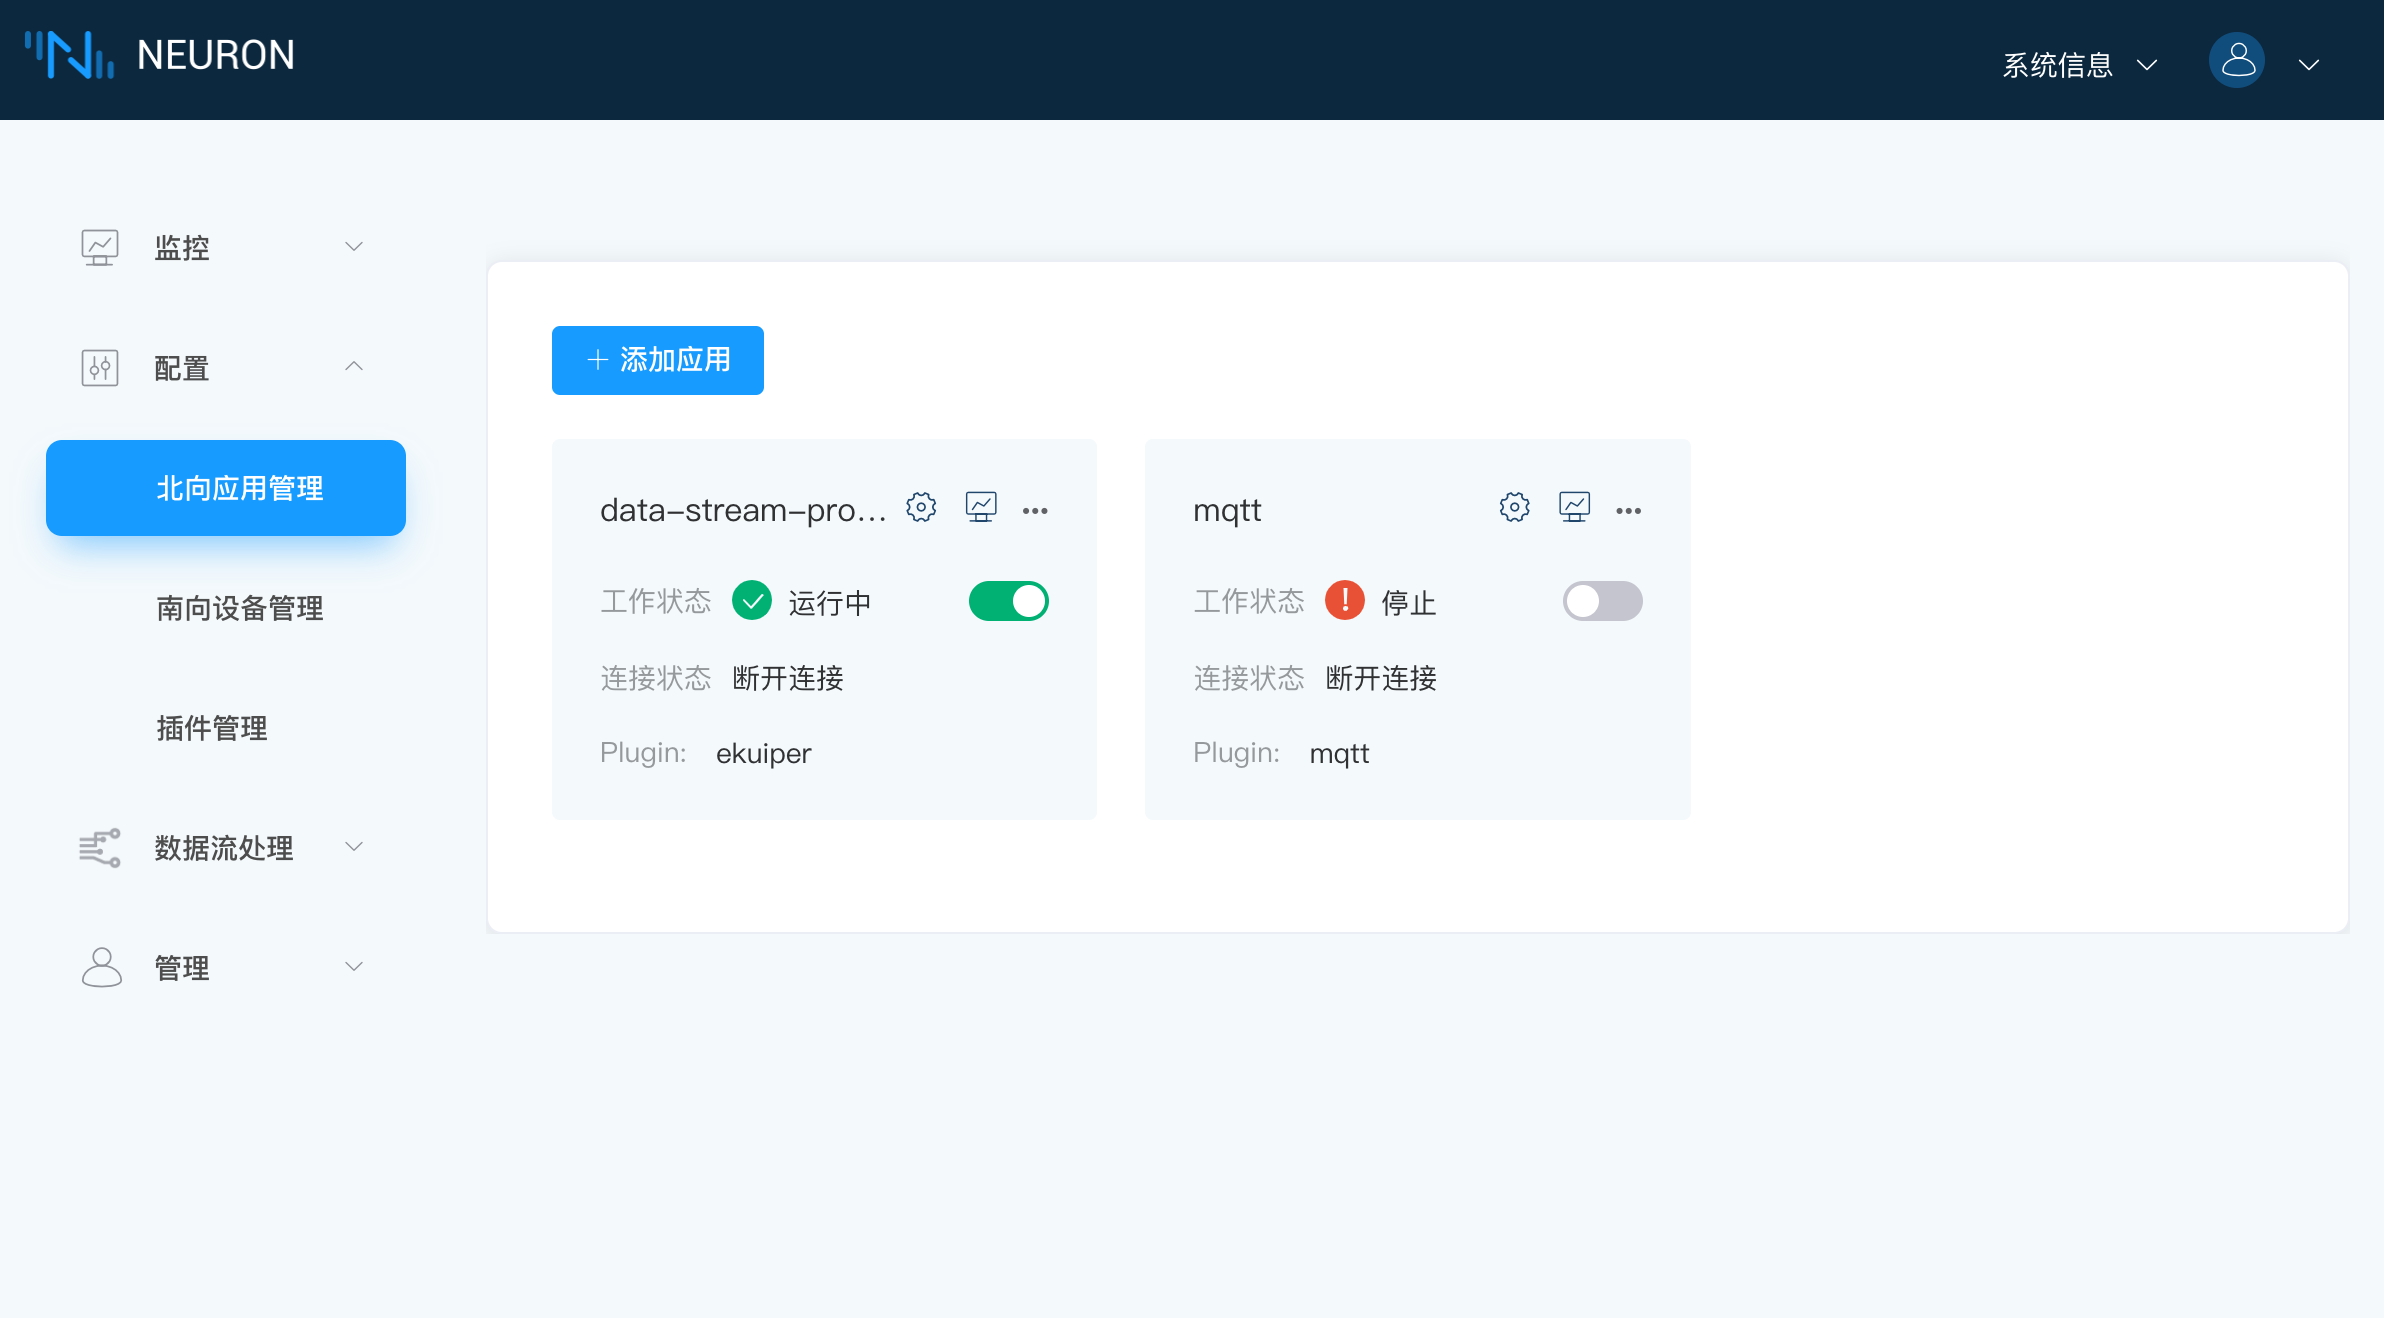 NEURON
系统信息
监控
配置
北向应用管理
南向设备管理
插件管理
数据流处理
管理
添加应用
data-stream-pro...
工作状态 运行中
连接状态 断开连接
Plugin: ekuiper
mqtt
工作状态 停止
连接状态 断开连接
Plugin: mqtt